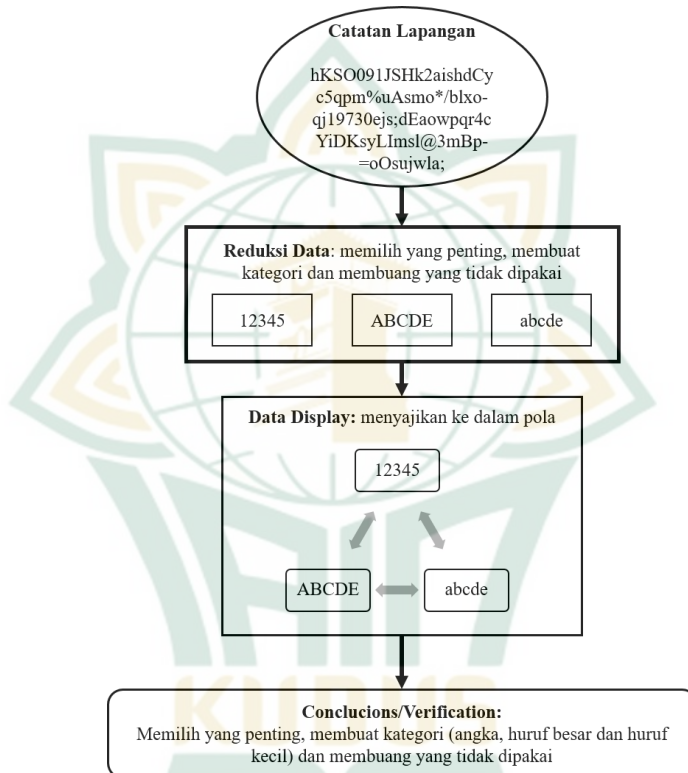 Catatan Lapangan
hKSO091JSHk2aishdCy
c5qpm%uAsmo*/blxo-
qj19730ejs;dEaowpqr4c
YiDKsyLImsl@3mBp-
=oOsujwla;
Reduksi Data: memilih yang penting, membuat
kategori dan membuang yang tidak dipakai
12345
ABCDE
abcde
Data Display: menyajikan ke dalam pola
12345
ABCDE
abcde
Conclucions/Verification:
Memilih yang penting, membuat kategori (angka, huruf besar dan huruf
kecil) dan membuang yang tidak dipakai
IAIN
KUDUS